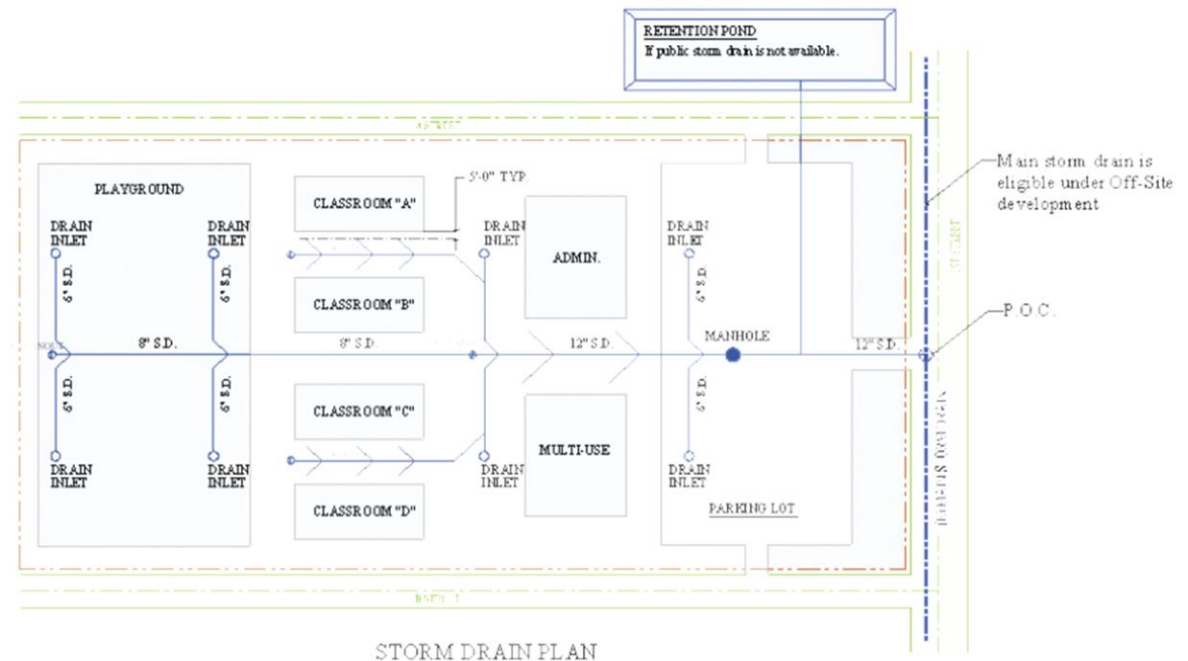 RETENTION POND
If public storm drain is not available.
A STREET
Main storm drain is
eligible under Off-Site
development
PLAYGROUND
5'-0" TYP.
CLASSROOM "A"
DRAIN
INLET
DRAIN
INLET
DRAIN
INLET
DRAIN
INLET
ADMIN.
6" S.D.
6" S.D.
6" S.D.
CLASSROOM "B"
P.O.C.
MANHOLE
8" S.D.
8" S.D.
12" S.D.
12" S.D.
6" S.D.
6" S.D.
6" S.D.
CLASSROOM "C"
MULTI-USE
DRAIN
INLET
DRAIN
INLET
DRAIN
INLET
DRAIN
INLET
CLASSROOM "D"
PARKING LOT
B STREET
STORM DRAIN PLAN